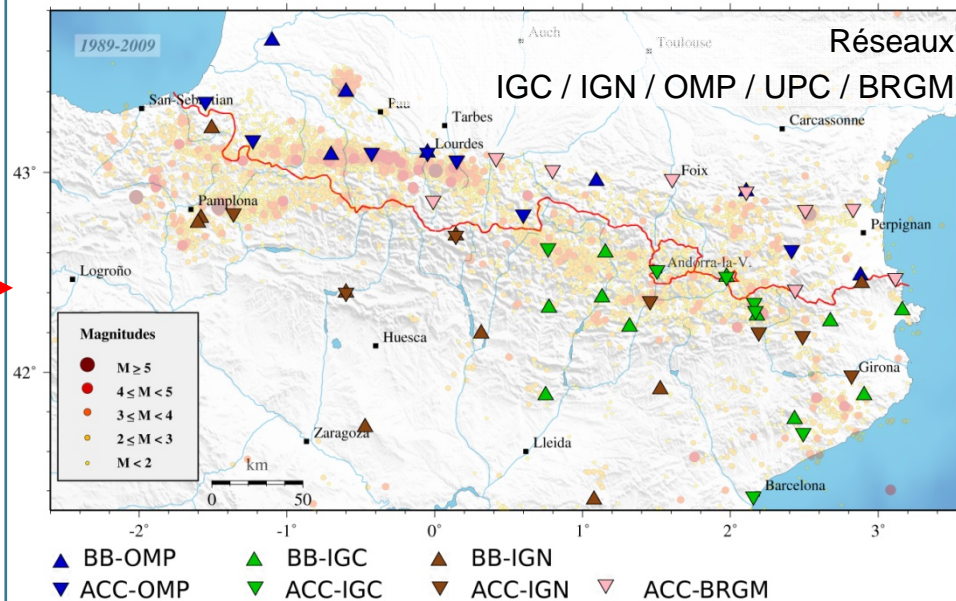 1989-2009
Réseaux
IGC / IGN / OMP / UPC / BRGM
Auch
Toulouse
San-Sebastian
Pau
Tarbes
Carcassonne
Lourdes
43°
Foix
Pamplona
Perpignan
Andorra-la-V.
Logroño
Magnitudes
M ≥ 5
4 ≤ M < 5
3 ≤ M < 4
2 ≤ M < 3
M < 2
Huesca
42°
Girona
Zaragoza
Lleida
km
0 50
Barcelona
-2° -1° 0° 1° 2° 3°
BB-OMP BB-IGC BB-IGN
ACC-OMP ACC-IGC ACC-IGN ACC-BRGM